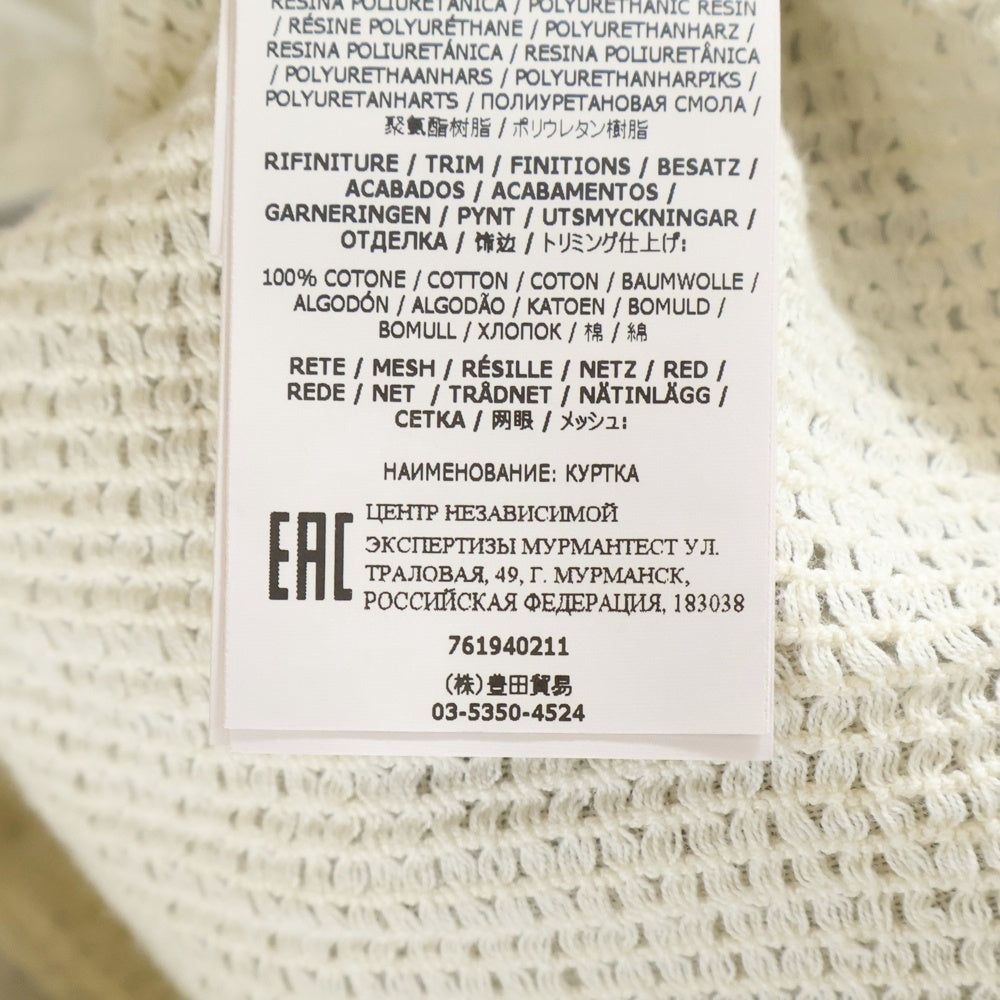 RESINA POLIURETANICA / POLYURETHANIC RESIN
/ RÉSINE POLYURÉTHANE / POLYURETHANHARZ /
RESINA POLIURETÁNICA / RESINA POLIURETÂNICA
/ POLYURETHAANHARS / POLYURETHANHARPIKS /
POLYURETANHARTS / ПОЛИУРЕТАНОВАЯ СМОЛА /
聚氨酯树脂 / ポリウレタン樹脂
RIFINITURE / TRIM / FINITIONS / BESATZ /
ACABADOS / ACABAMENTOS /
GARNERINGEN / PYNT / UTSMYCKNINGAR /
ОТДЕЛКА / 饰边 / トリミング仕上げ:
100% COTONE / COTTON / COTON / BAUMWOLLE /
ALGODÓN / ALGODÃO / KATOEN / BOMULD /
BOMULL / ХЛОПОК / 棉 / 綿
RETE / MESH / RÉSILLE / NETZ / RED /
REDE / NET / TRÅDNET / NÄTINLÄGG /
СЕТКА / 网眼 / メッシュ:
НАИМЕНОВАНИЕ: КУРТКА
EAC ЦЕНТР НЕЗАВИСИМОЙ
ЭКСПЕРТИЗЫ МУРМАНТЕСТ УЛ.
ТРАЛОВАЯ, 49, Г. МУРМАНСК,
РОССИЙСКАЯ ФЕДЕРАЦИЯ, 183038
761940211
(株)豊田貿易
03-5350-4524